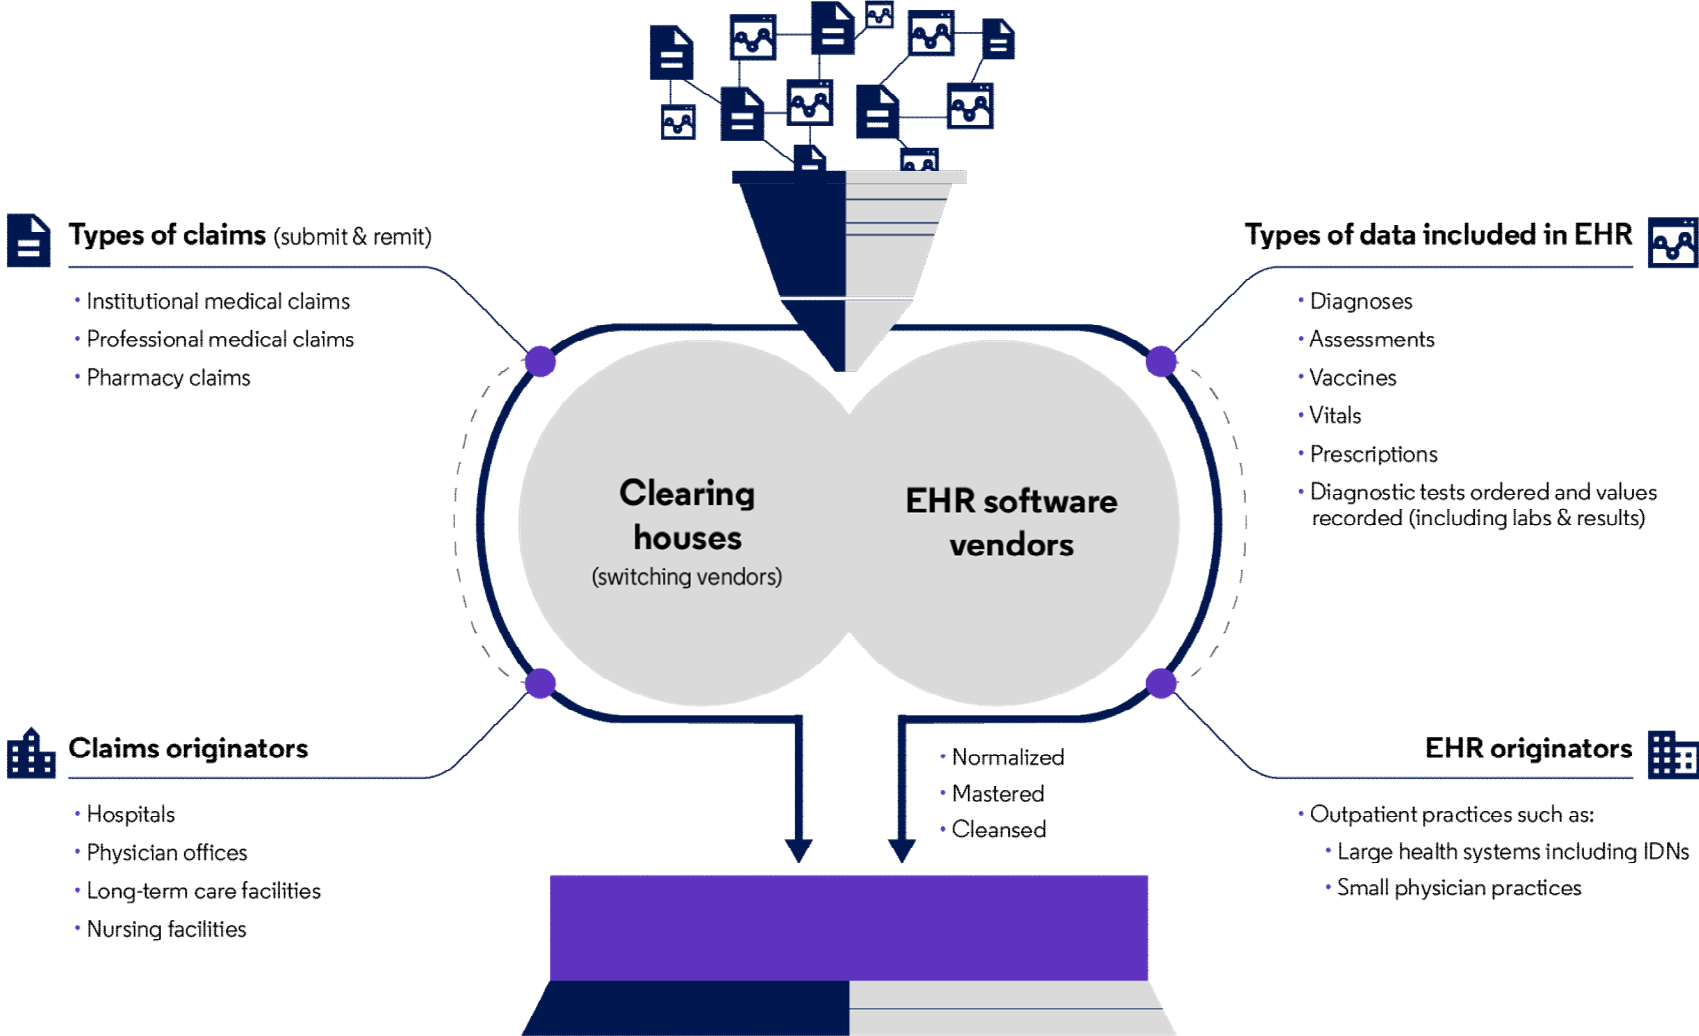 Types of claims (submit & remit)
• Institutional medical claims
• Professional medical claims
• Pharmacy claims
Types of data included in EHR
• Diagnoses
• Assessments
• Vaccines
• Vitals
• Prescriptions
• Diagnostic tests ordered and values
recorded (including labs & results)
Clearing
houses
(switching vendors)
EHR software
vendors
Claims originators
• Hospitals
• Physician offices
• Long-term care facilities
• Nursing facilities
• Normalized
• Mastered
• Cleansed
EHR originators
• Outpatient practices such as:
• Large health systems including IDNs
• Small physician practices